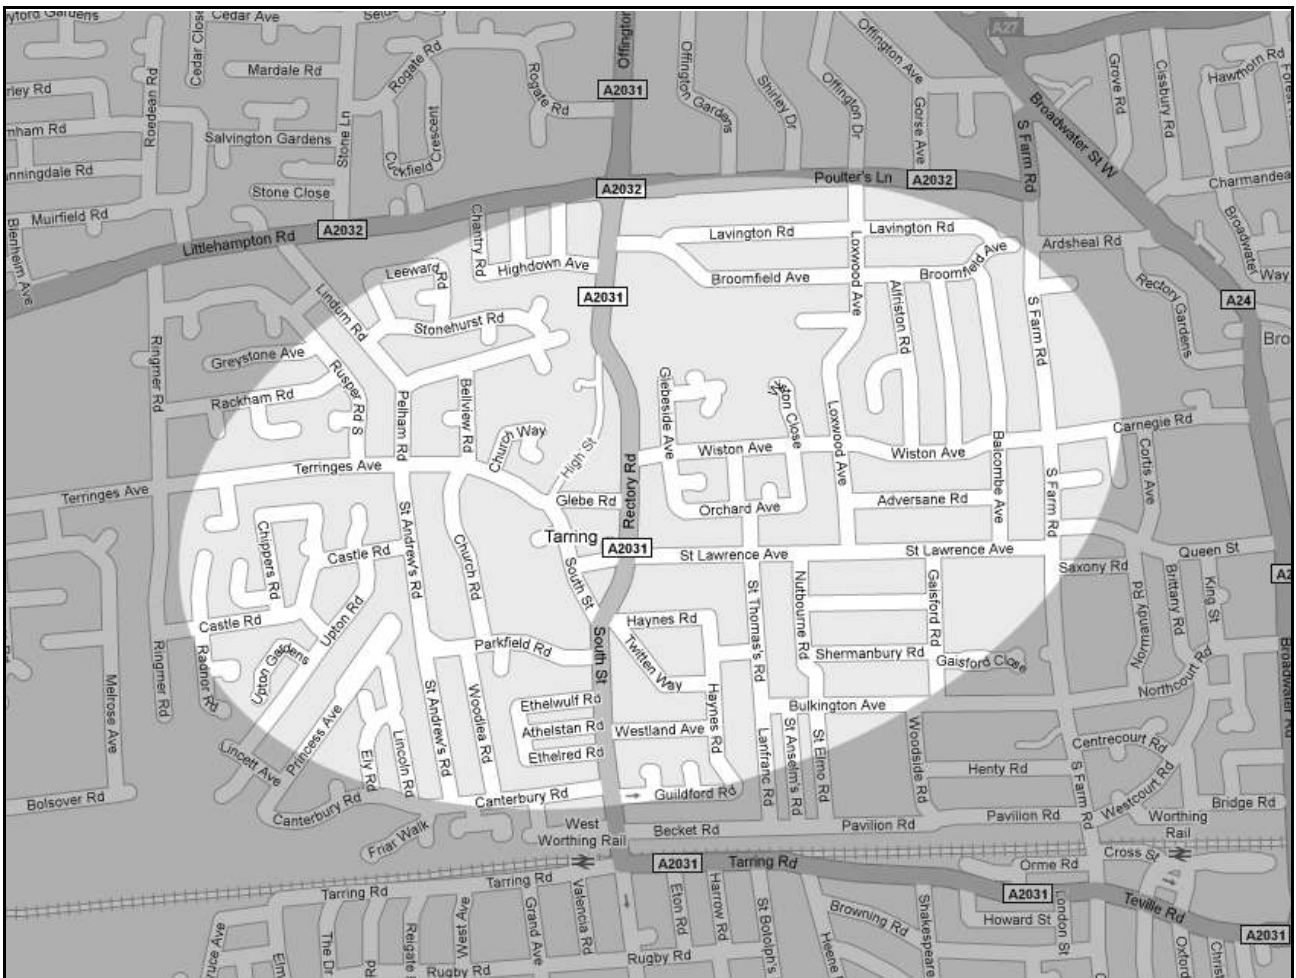 Cedar Ave
Offington
A27
Offington Ave
Cedar Close
Rogate Rd
Mardale Rd
Roedean Rd
Rogate Rd
Offington Gardens
Shirley Dr
Offington Dr
Gorse Ave
Grove Rd
Cissbury Rd
Hawthorn Rd
A2031
Broadwater St W
Salvington Gardens
Stone Ln
Cuckfield Crescent
S Farm Rd
Stone Close
A2032
Poulter's Ln
A2032
Charmandea
Muirfield Rd
Blenheim Ave
A2032
Littlehampton Rd
Chantry Rd
Lavington Rd
Lavington Rd
Ardsheal Rd
Broadwater
Way
Leeward Rd
Highdown Ave
Loxwood Ave
Broomfield Ave
Broomfield Ave
Rectory Gardens
A2031
A24
Lindum Rd
Stonehurst Rd
Alfriston Rd
S Farm Rd
Bro
Ringmer Rd
Greystone Ave
Rusper Rd S
Rackham Rd
Pelham Rd
Bellview Rd
Glebeside Ave
Loxwood Ave
Church Way
High St
Carnegie Rd
Terringes Ave
Wiston Ave
Wiston Ave
Balcombe Ave
Cortis Ave
Terringes Ave
Glebe Rd
Rectory Rd
Orchard Ave
Adversane Rd
S Farm Rd
Chippers Rd
St Andrew's Rd
Tarring
A2031
St Lawrence Ave
St Lawrence Ave
Queen St
Castle Rd
Church Rd
South St
Saxony Rd
Normandy Rd
Brittany Rd
King St
St Thomas's Rd
Nutbourne Rd
Gaisford Rd
Castle Rd
Upton Rd
Haynes Rd
Parkfield Rd
South St
Twitten Way
Shermanbury Rd
Gaisford Close
Ringmer Rd
Radnor Rd
Upton Gardens
Northcourt Rd
Broadwater Rd
Melrose Ave
Princess Ave
St Andrew's Rd
Woodlea Rd
Ethelwulf Rd
Haynes Rd
Bulkington Ave
Athelstan Rd
Westland Ave
Ethelred Rd
Lincett Ave
Ely Rd
Lincoln Rd
Lanfranc Rd
St Anselm's Rd
St Elmo Rd
Woodside Rd
Centrecourt Rd
Henty Rd
S Farm Rd
Westcourt Rd
Bolsover Rd
Canterbury Rd
Canterbury Rd
Guildford Rd
Bridge Rd
Friar Walk
West
Worthing Rail
Becket Rd
Pavilion Rd
Pavilion Rd
Worthing
Rail
Cross St
A2031
Tarring Rd
Orme Rd
Tarring Rd
Tarring Rd
A2031
Teville Rd
Valencia Rd
Eton Rd
Harrow Rd
St Botolph's
Browning Rd
Shakespeare
Howard St
London St
A2031
The Dr
Reigate
West Ave
Grand Ave
Rugby Rd
Rugby Rd
Heene
Elm
Oxford
Chris